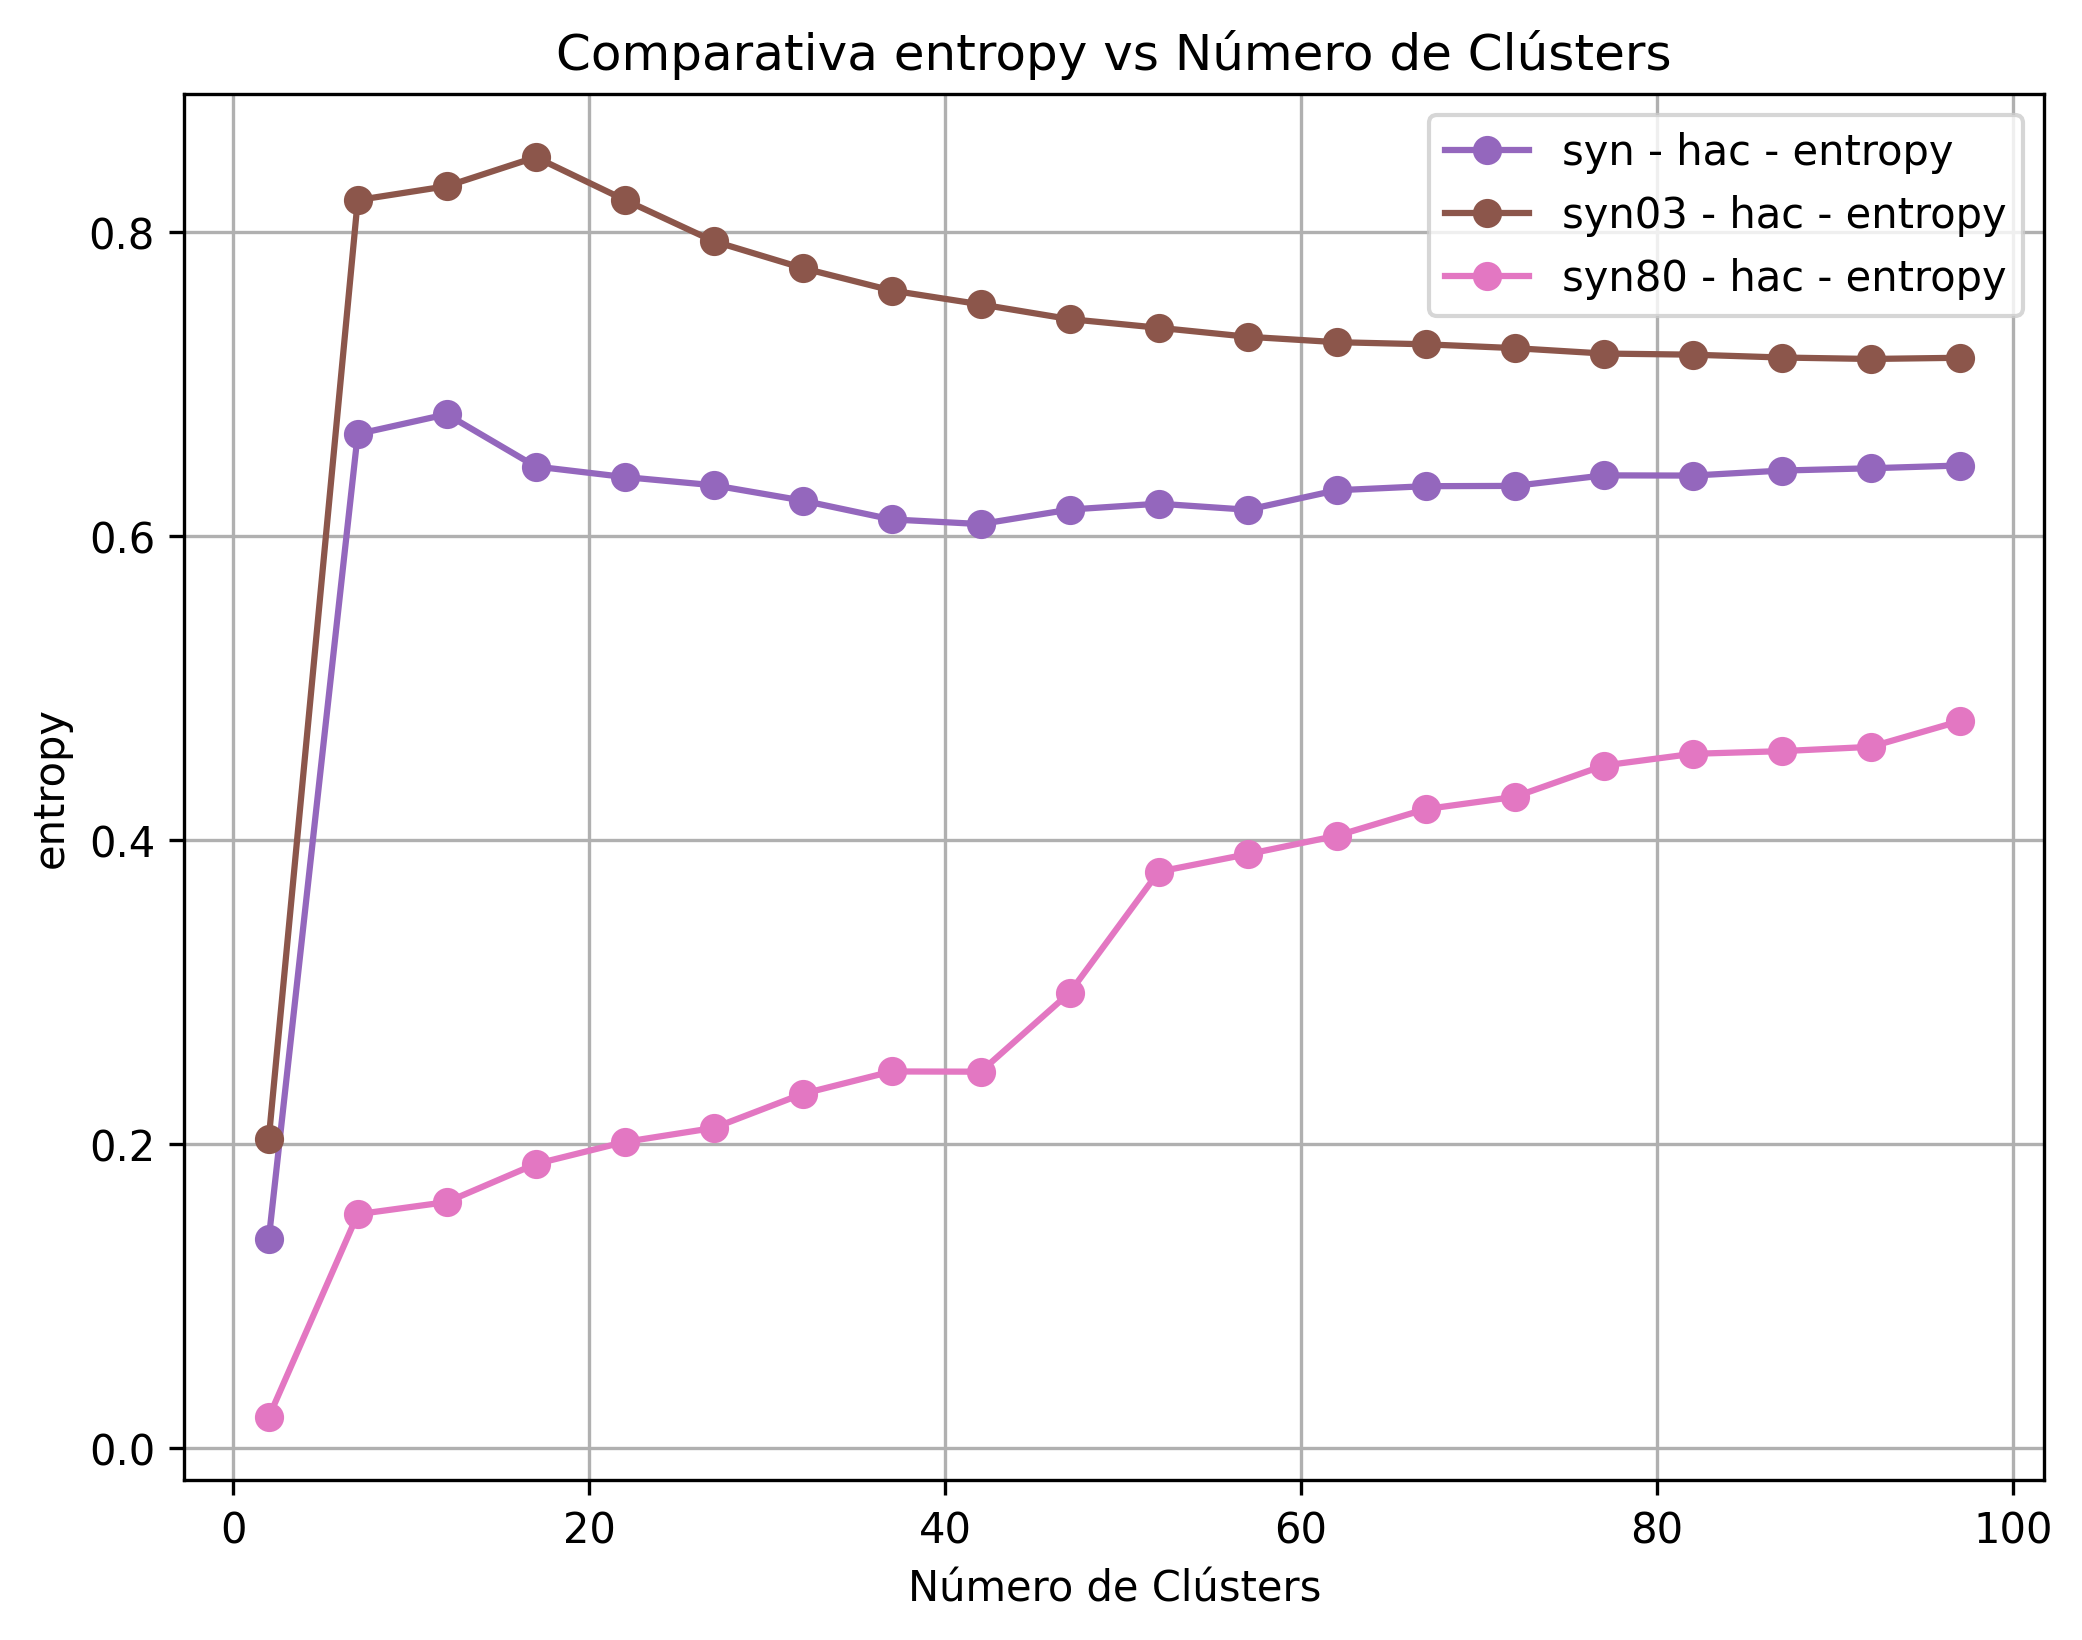 Comparativa entropy vs Número de Clústers
syn - hac - entropy
syn03 - hac - entropy
syn80 - hac - entropy
entropy
0.8
0.6
0.4
0.2
0.0
0 20 40 60 80 100
Número de Clústers